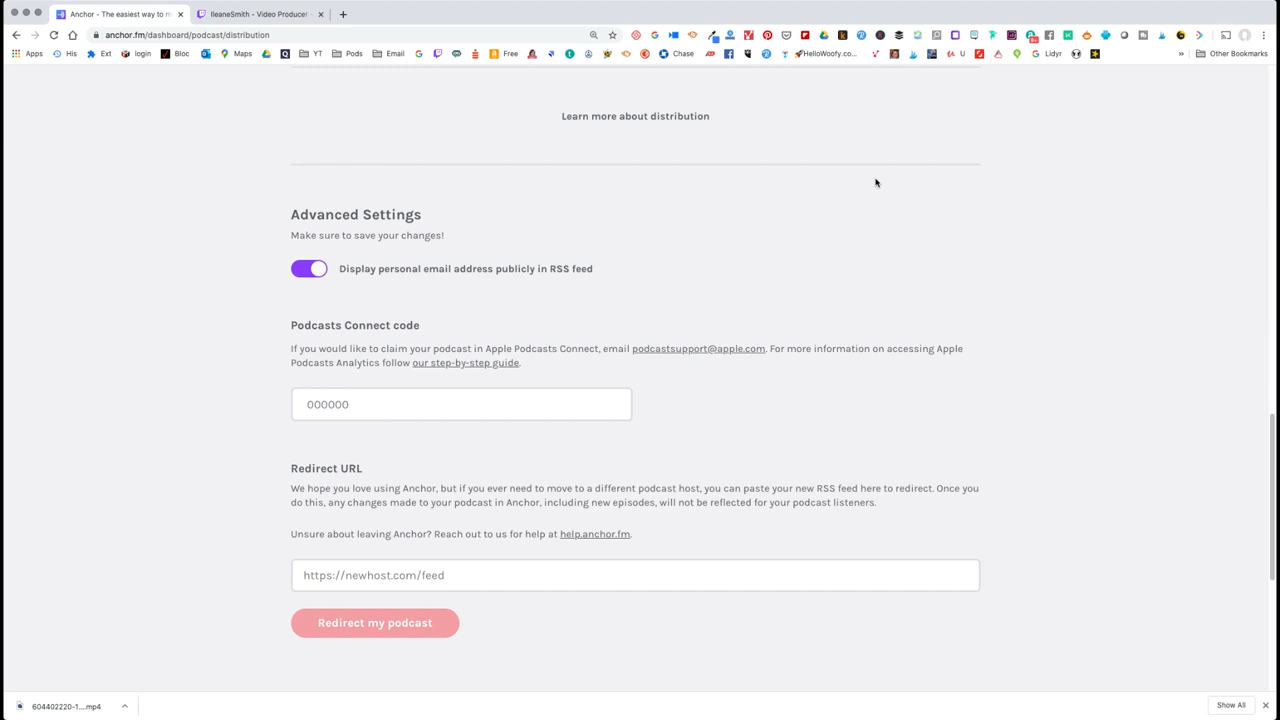 Anchor - The easiest way to m
IleaneSmith - Video Producer
anchor.fm/dashboard/podcast/distribution
Apps His Ext login Bloc Maps YT Pods Email Free Chase HelloWoofy.co... U Lidyr » Other Bookmarks
Learn more about distribution
Advanced Settings
Make sure to save your changes!
Display personal email address publicly in RSS feed
Podcasts Connect code
If you would like to claim your podcast in Apple Podcasts Connect, email podcastsupport@apple.com. For more information on accessing Apple
Podcasts Analytics follow our step-by-step guide.
000000
Redirect URL
We hope you love using Anchor, but if you ever need to move to a different podcast host, you can paste your new RSS feed here to redirect. Once you
do this, any changes made to your podcast in Anchor, including new episodes, will not be reflected for your podcast listeners.
Unsure about leaving Anchor? Reach out to us for help at help.anchor.fm.
https://newhost.com/feed
Redirect my podcast
604402220-1....mp4
Show All